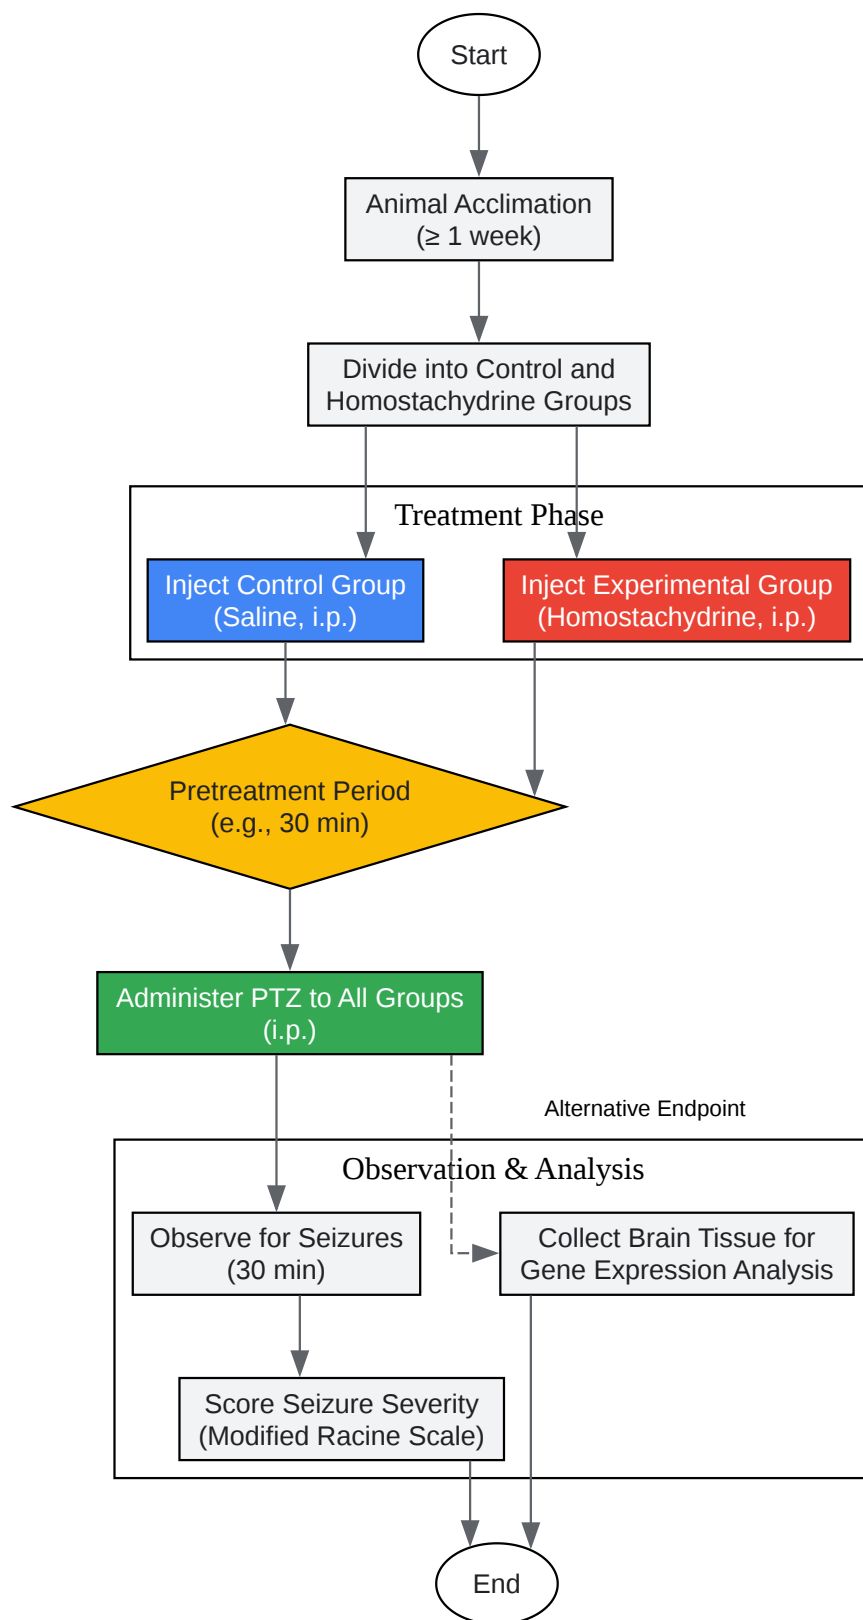 Start
Animal Acclimation
(≥ 1 week)
Divide into Control and
Homostachydrine Groups
Treatment Phase
Inject Control Group
(Saline, i.p.)
Inject Experimental Group
(Homostachydrine, i.p.)
Pretreatment Period
(e.g., 30 min)
Administer PTZ to All Groups
(i.p.)
Alternative Endpoint
Observation & Analysis
Observe for Seizures
(30 min)
Collect Brain Tissue for
Gene Expression Analysis
Score Seizure Severity
(Modified Racine Scale)
End